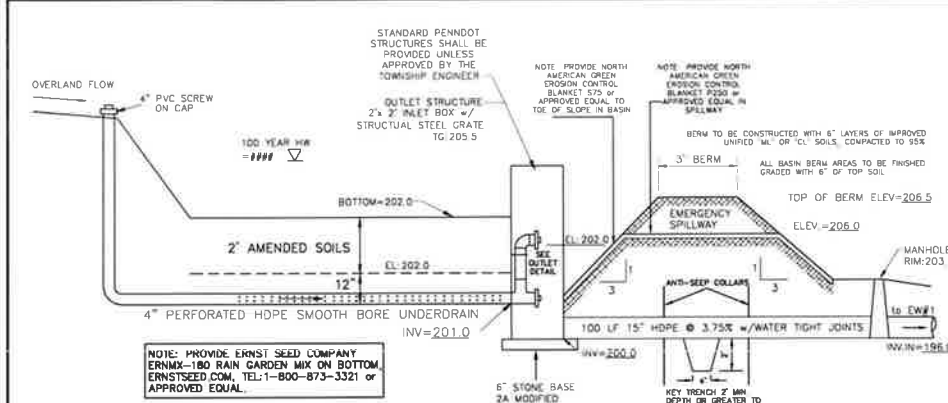 STANDARD PENNDOT
STRUCTURES SHALL BE
PROVIDED UNLESS
APPROVED BY THE
TOWNSHIP ENGINEER
OUTLET STRUCTURE
2'x 2' INLET BOX w/
STRUCTUAL STEEL GRATE
TG:205.5
OVERLAND FLOW
4" PVC SCREW
ON CAP
100 YEAR HW
=####
NOTE: PROVIDE NORTH
AMERICAN GREEN
EROSION CONTROL
BLANKET S75 or
APPROVED EQUAL TO
TOE OF SLOPE IN BASIN
NOTE: PROVIDE NORTH
AMERICAN GREEN
EROSION CONTROL
BLANKET P250 or
APPROVED EQUAL IN
SPILLWAY
BERM TO BE CONSTRUCTED WITH 6" LAYERS OF IMPROVED
UNIFIED "ML" OR "CL" SOILS, COMPACTED TO 95%
ALL BASIN BERM AREAS TO BE FINISHED
GRADED WITH 6" OF TOP SOIL
3' BERM
TOP OF BERM ELEV=206.5
EMERGENCY
SPILLWAY
ELEV.=206.0
MANHOLE
RIM:203
BOTTOM=202.0
2" AMENDED SOILS
EL:202.0
12"
EL:202.0
SEE
OUTLET
DETAIL
1
3
1
3
ANTI-SEEP COLLARS
4" PERFORATED HDPE SMOOTH BORE UNDERDRAIN
INV=201.0
100 LF 15" HDPE @ 3.75% w/WATER TIGHT JOINTS
to EW#1
INV.IN=196.
INV=200.0
NOTE: PROVIDE ERNST SEED COMPANY
ERNMX-180 RAIN GARDEN MIX ON BOTTOM,
ERNSTSEED.COM, TEL:1-800-873-3321 or
APPROVED EQUAL.
6" STONE BASE
2A MODIFIED
KEY TRENCH 2' MIN
DEPTH OR GREATER TO